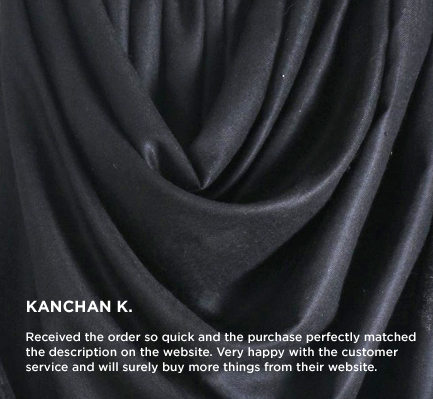 KANCHAN K.
Received the order so quick and the purchase perfectly matched
the description on the website. Very happy with the customer
service and will surely buy more things from their website.